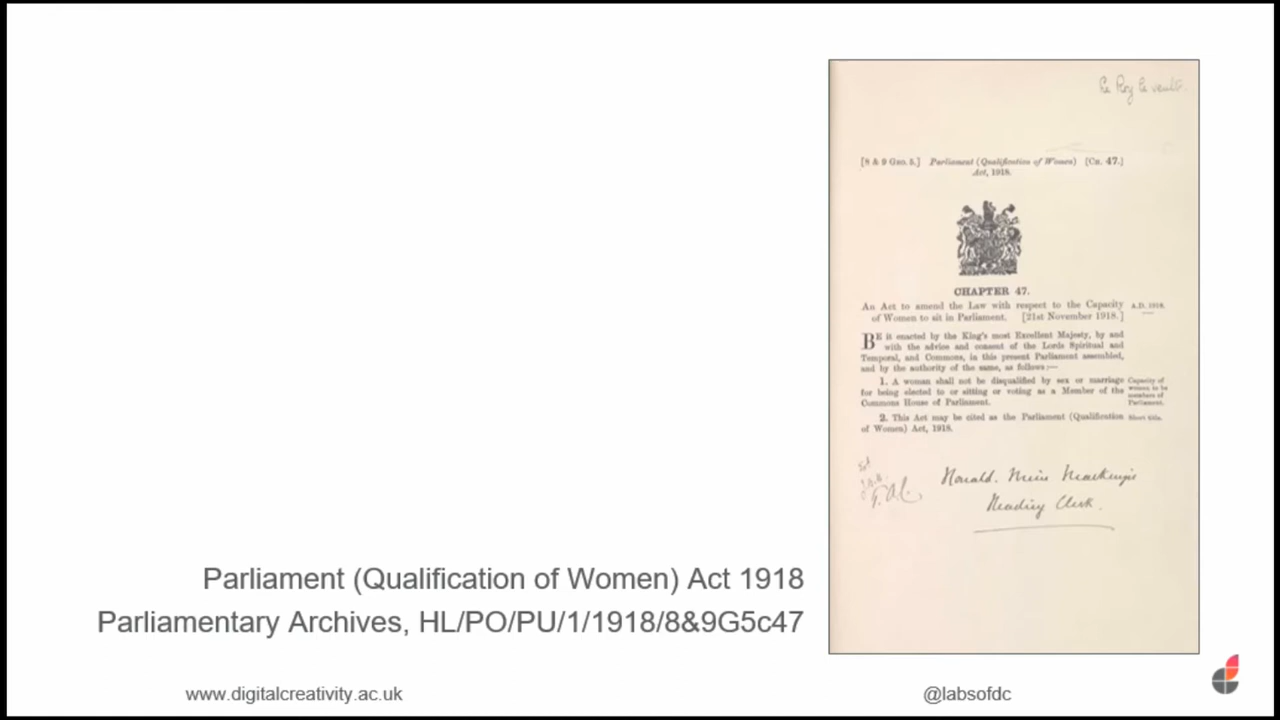 Le Roy le veult.
[8 & 9 GEO. 5.] Parliament (Qualification of Women) [CH. 47.]
Act, 1918.
CHAPTER 47.
An Act to amend the Law with respect to the Capacity
of Women to sit in Parliament. [21st November 1918.]
A.D. 1918.
BE it enacted by the King's most Excellent Majesty, by and
with the advice and consent of the Lords Spiritual and
Temporal, and Commons, in this present Parliament assembled,
and by the authority of the same, as follows:—
1. A woman shall not be disqualified by sex or marriage
for being elected to or sitting or voting as a Member of the
Commons House of Parliament.
Capacity of
women to be
members of
Parliament.
2. This Act may be cited as the Parliament (Qualification
of Women) Act, 1918.
Short title.
Reading Clerk.
Parliament (Qualification of Women) Act 1918
Parliamentary Archives, HL/PO/PU/1/1918/8&9G5c47
www.digitalcreativity.ac.uk
@labsofdc